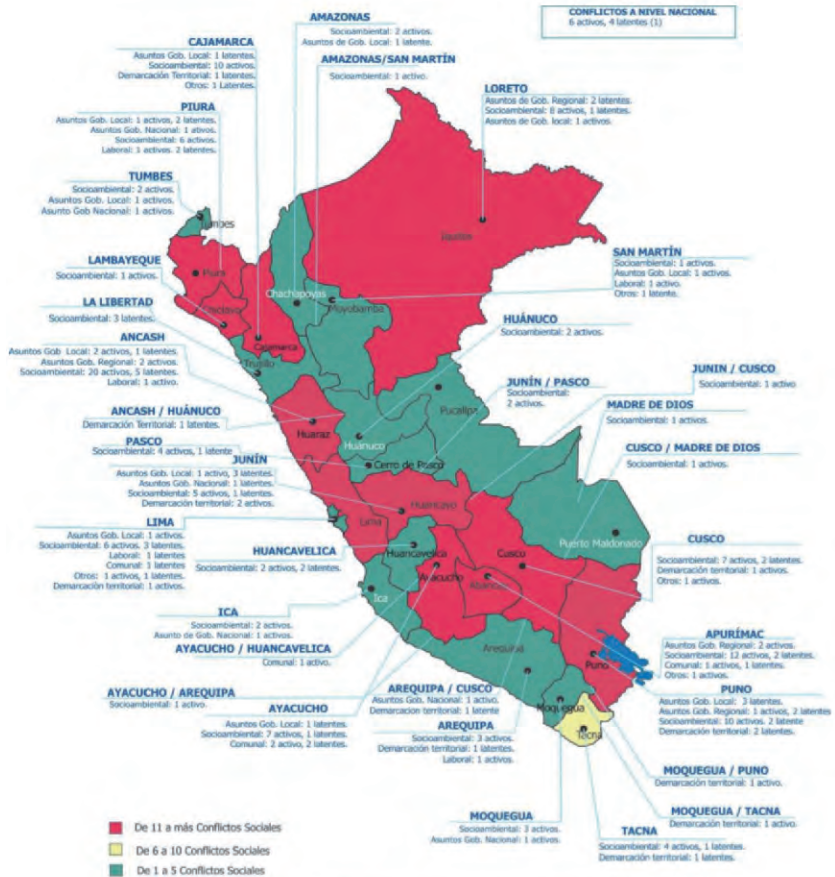 CONFLICTOS A NIVEL NACIONAL
6 activos, 4 latentes (1)
AMAZONAS
Socioambiental: 2 activos.
Asuntos de Gob. Local: 1 latente.
CAJAMARCA
Asuntos Gob. Local: 1 latentes.
Socioambiental: 10 activos.
Demarcación Territorial: 1 latentes.
Otros: 1 Latentes.
AMAZONAS/SAN MARTÍN
Socioambiental: 1 activo.
LORETO
Asuntos de Gob. Regional: 2 latentes.
Socioambiental: 8 activos, 1 latentes.
Asuntos de Gob. local: 1 activo.
PIURA
Asuntos Gob. Local: 1 activos, 2 latentes.
Asuntos Gob. Nacional: 1 ativos.
Socioambiental: 6 activos.
Laboral: 1 activos. 2 latentes.
TUMBES
Socioambiental: 2 activos.
Asuntos Gob. Local: 1 activos.
Asunto Gob Nacional: 1 activos.
LAMBAYEQUE
Socioambiental: 1 activos.
SAN MARTÍN
Socioambiental: 1 activos.
Asuntos Gob. Local: 1 activos.
Laboral: 1 activo.
Otros: 1 latente.
LA LIBERTAD
Socioambiental: 3 latentes.
HUÁNUCO
Socioambiental: 2 activos.
ANCASH
Asuntos Gob Local: 2 activos, 1 latentes.
Asuntos Gob. Regional: 2 activos.
Socioambiental: 20 activos, 5 latentes.
Laboral: 1 activo.
JUNÍN / PASCO
Socioambiental:
2 activos.
JUNIN / CUSCO
Socioambiental: 1 activo
MADRE DE DIOS
Socioambiental: 1 activos.
ANCASH / HUÁNUCO
Demarcación Territorial: 1 latentes.
PASCO
Socioambiental: 4 activos, 1 latente
CUSCO / MADRE DE DIOS
Socioambiental: 1 activos.
JUNÍN
Asuntos Gob. Local: 1 activo, 3 latentes.
Asuntos Gob. Nacional: 1 latentes.
Socioambiental: 5 activos, 1 latentes.
Demarcación territorial: 2 activos.
LIMA
Asuntos Gob. Local: 1 activos.
Socioambiental: 6 activos. 3 latentes.
Laboral: 1 latentes.
Comunal: 1 latentes.
Otros: 1 activos, 1 latentes.
Demarcación territorial: 1 activos.
HUANCAVELICA
Socioambiental: 2 activos, 2 latentes.
CUSCO
Socioambiental: 7 activos, 2 latentes.
Demarcación territorial: 1 activos.
Otros: 1 activo.
ICA
Socioambiental: 2 activos.
Asunto de Gob. Nacional: 1 activos.
AYACUCHO / HUANCAVELICA
Comunal: 1 activo.
APURÍMAC
Asuntos Gob. Regional: 2 activos.
Socioambiental: 12 activos, 2 latentes.
Comunal: 1 activos, 1 latentes.
Otros: 1 activos.
AYACUCHO / AREQUIPA
Socioambiental: 1 activo.
AREQUIPA / CUSCO
Asuntos Gob. Nacional: 1 activo.
Demarcacion territorial: 1 latente
PUNO
Asuntos Gob. Local: 3 latentes.
Asuntos Gob. Regional: 1 activos, 2 latentes
Socioambiental: 10 activos. 2 latente
Demarcación territorial: 2 latentes.
AYACUCHO
Asuntos Gob. Local: 1 latentes.
Socioambiental: 7 activos, 1 latentes.
Comunal: 2 activo, 2 latentes.
AREQUIPA
Socioambiental: 3 activos.
Demarcación territorial: 1 latentes.
Laboral: 1 activos.
MOQUEGUA / PUNO
Demarcación territorial: 1 activo.
MOQUEGUA / TACNA
Demarcación territorial: 1 activo.
MOQUEGUA
Socioambiental: 3 activos.
Asuntos Gob. Nacional: 1 activo.
TACNA
Socioambiental: 4 activos, 1 latentes.
Demarcación territorial: 1 latentes.
Piura
Chachapoyas
Moyobamba
Cajamarca
Trujillo
Pucallpa
Huaraz
Huánuco
Cerro de Pasco
Huancayo
Lima
Huancavelica
Puerto Maldonado
Cuscu
Ayacucho
Abancay
Ica
Arequipa
Puno
Moquegua
Tacna
De 11 a más Conflictos Sociales
De 6 a 10 Conflictos Sociales
De 1 a 5 Conflictos Sociales